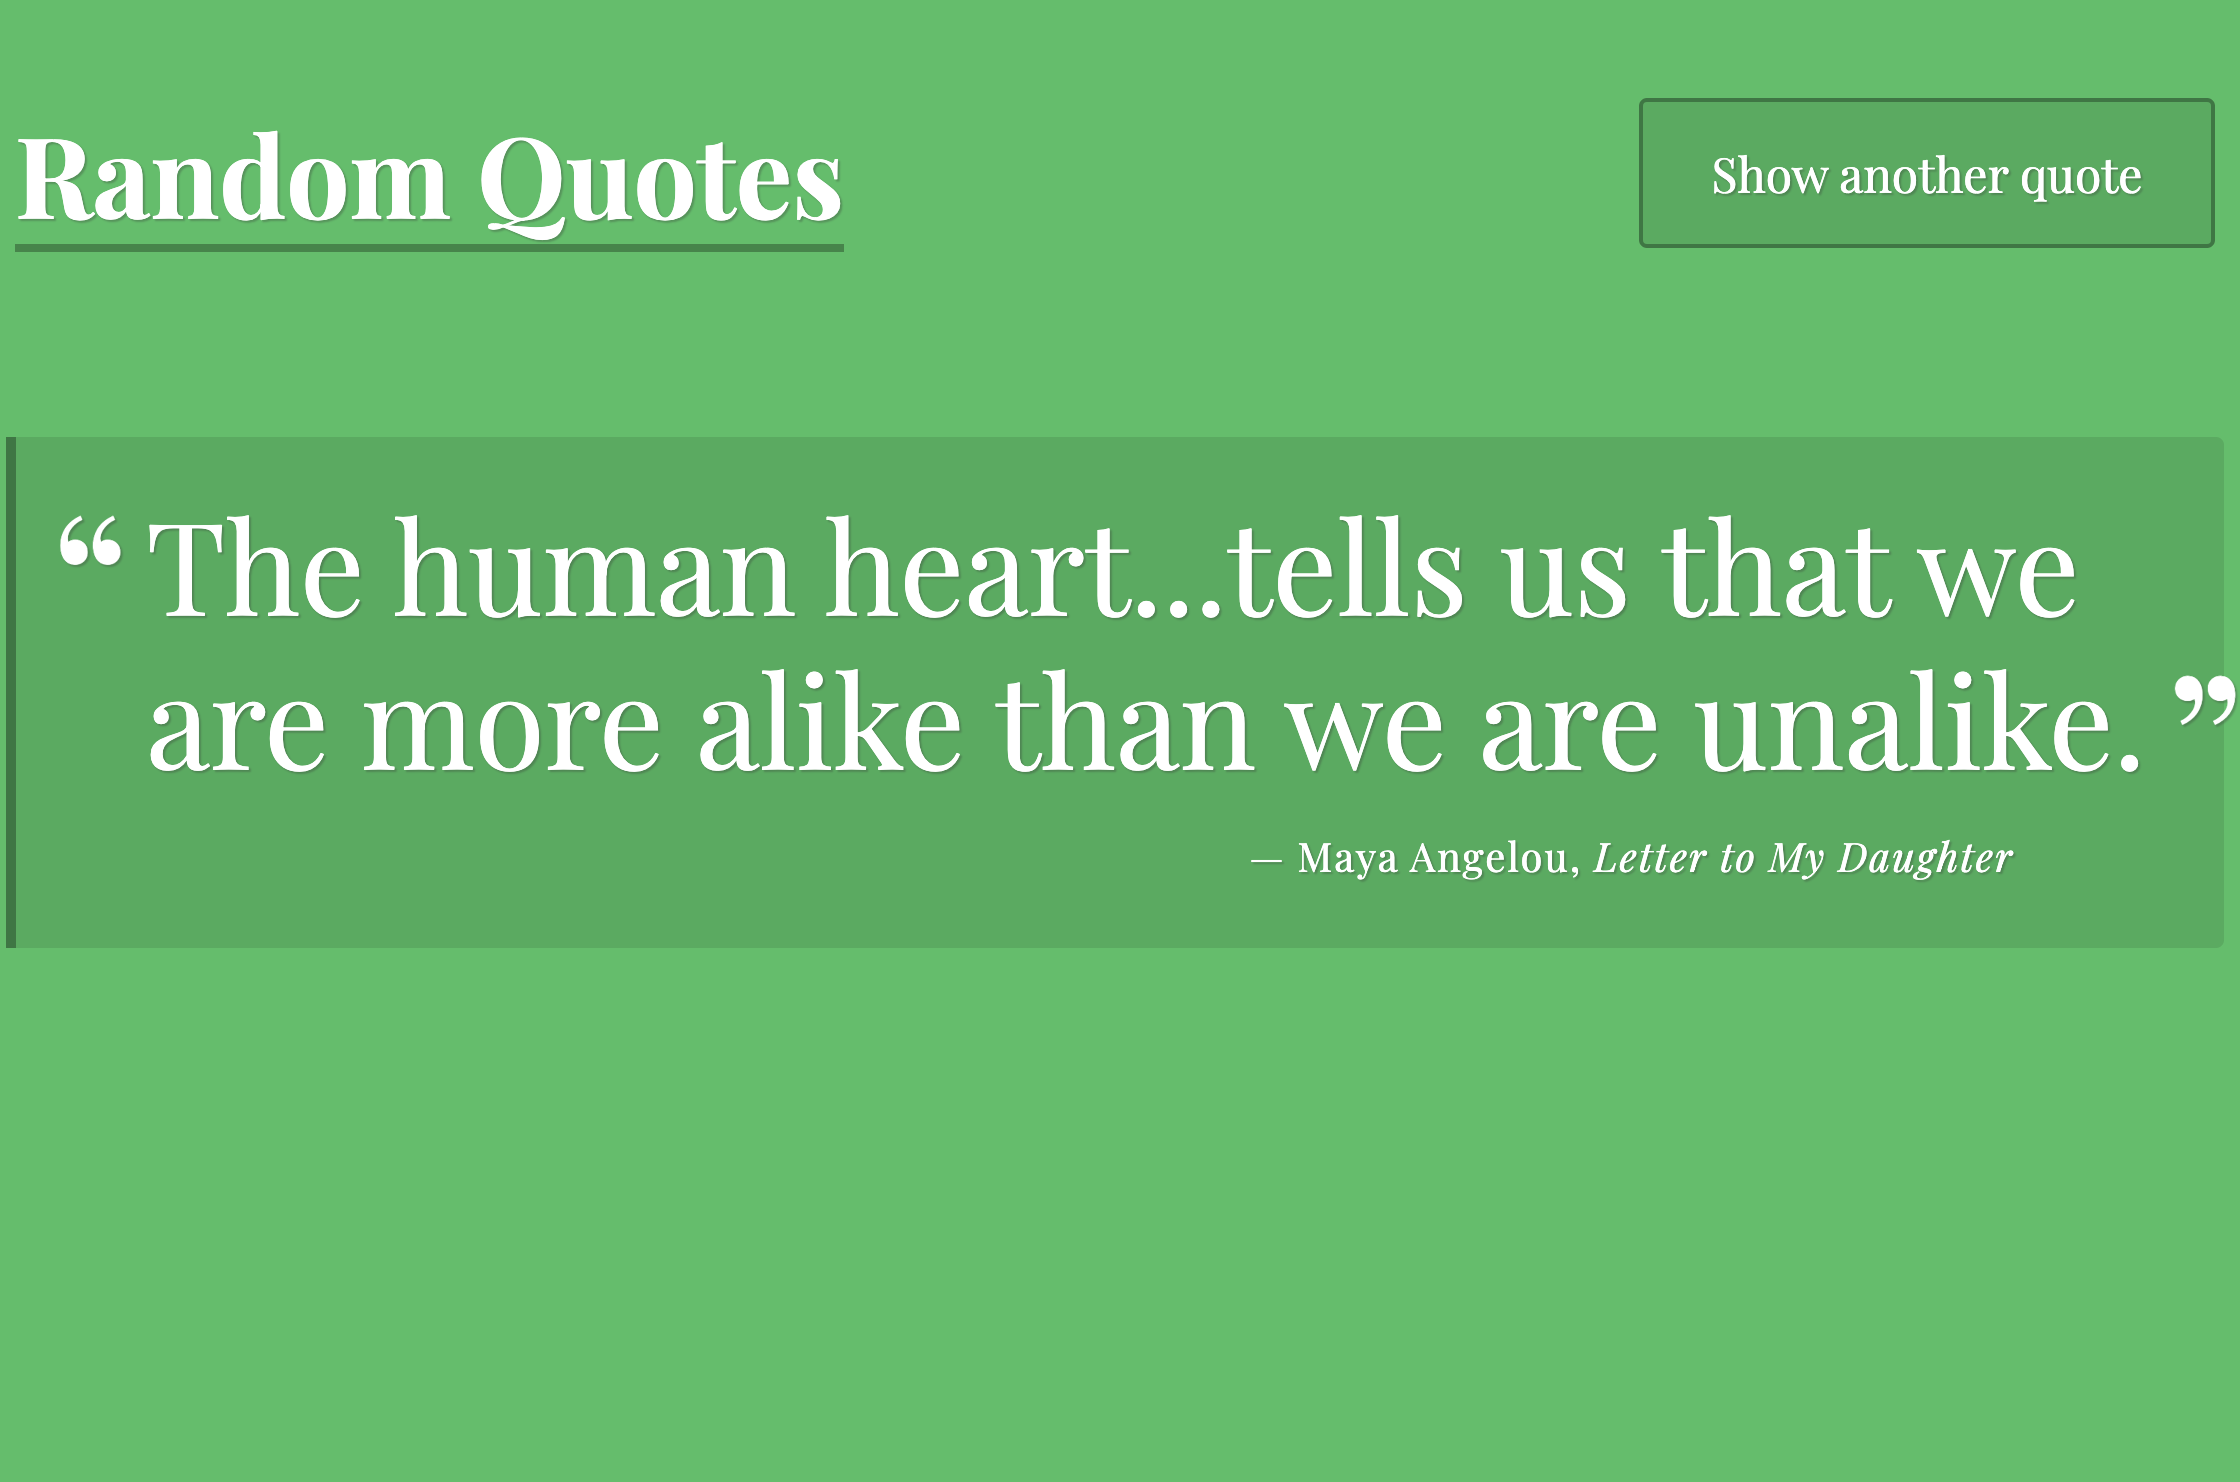 Random Quotes
Show another quote
“The human heart...tells us that we
are more alike than we are unalike.”
— Maya Angelou, Letter to My Daughter